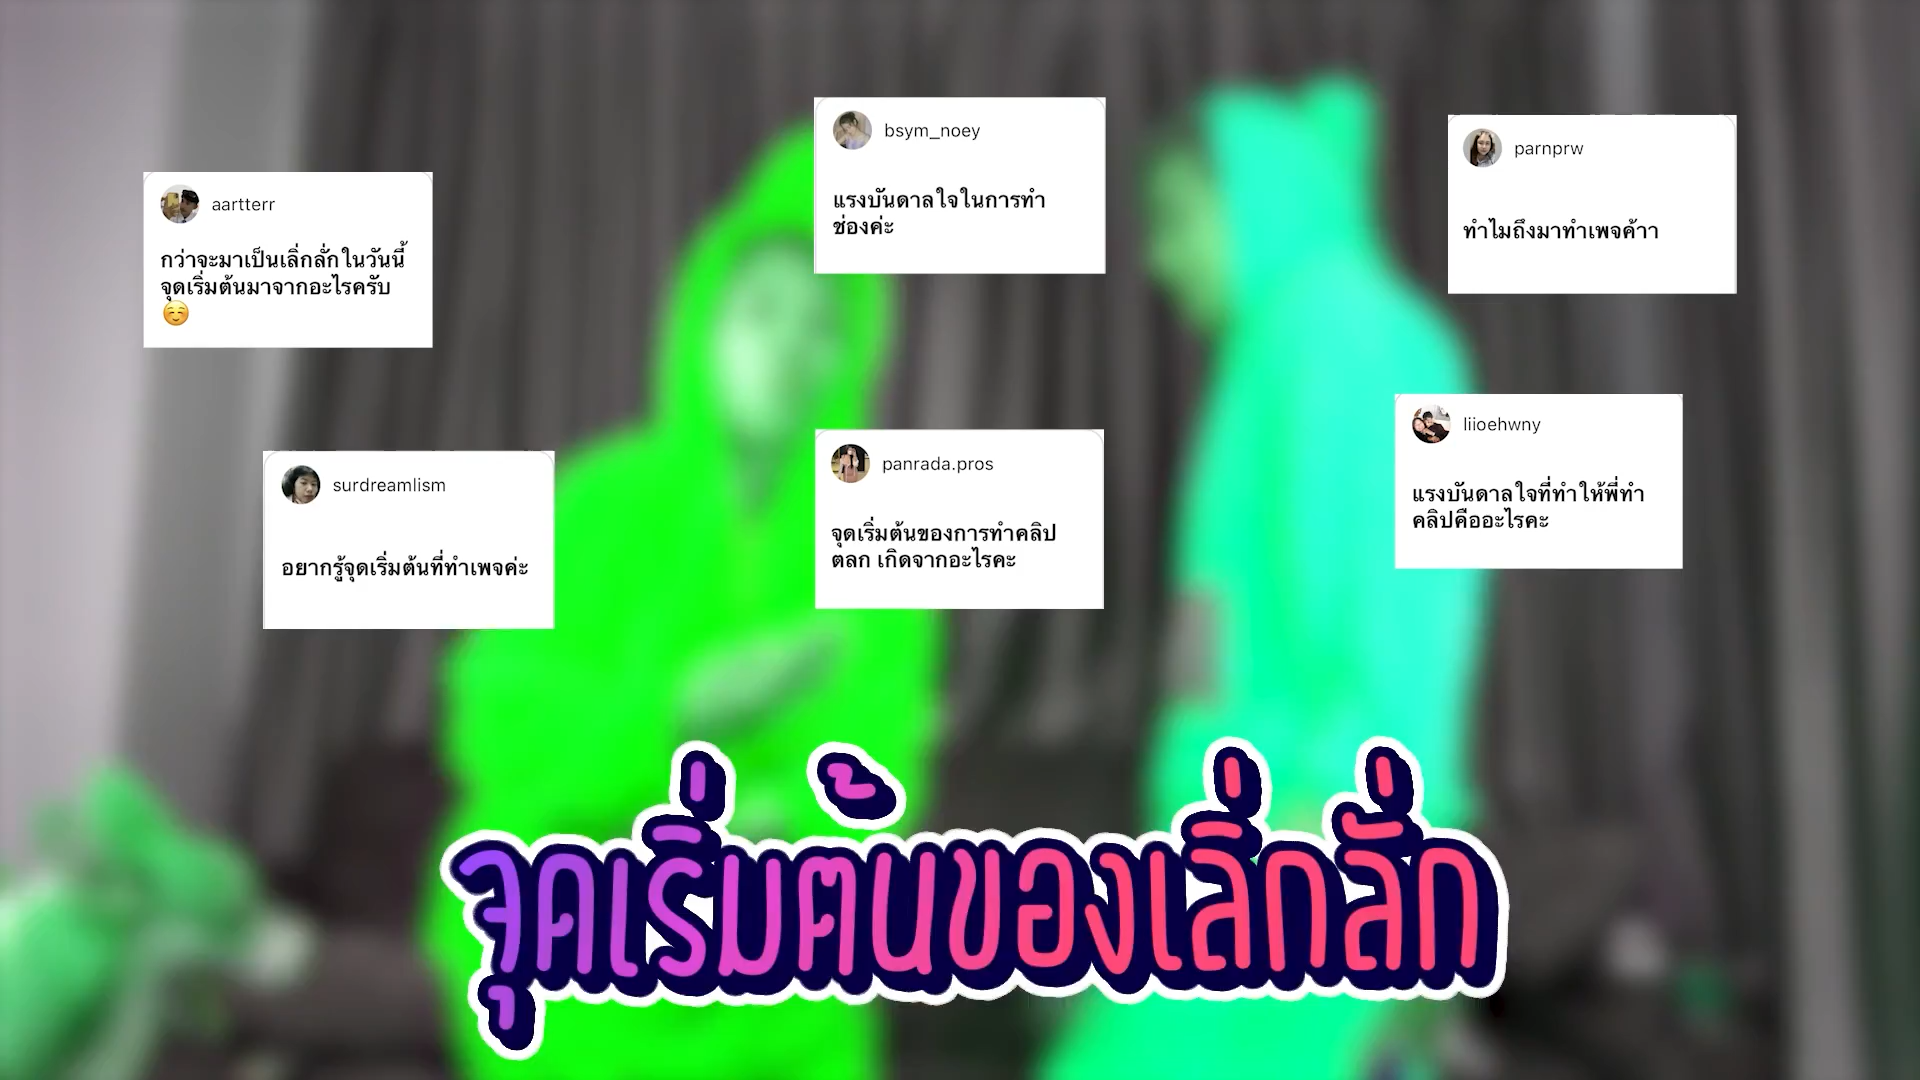 aartterr
กว่าจะมาเป็นเลิ่กลั่กในวันนี้
จุดเริ่มต้นมาจากอะไรครับ
☺️
bsym_noey
แรงบันดาลใจในการทำ
ช่องค่ะ
parnprw
ทำไมถึงมาทำเพจค้าา
surdreamlism
อยากรู้จุดเริ่มต้นที่ทำเพจค่ะ
panrada.pros
จุดเริ่มต้นของการทำคลิป
ตลก เกิดจากอะไรคะ
liioehwny
แรงบันดาลใจที่ทำให้พี่ทำ
คลิปคืออะไรคะ
จุดเริ่มต้นของเลิ่กลั่ก